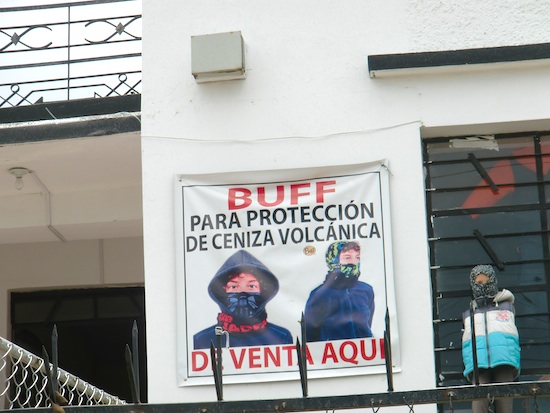 BUFF
PARA PROTECCIÓN
DE CENIZA VOLCÁNICA
DE VENTA AQUI